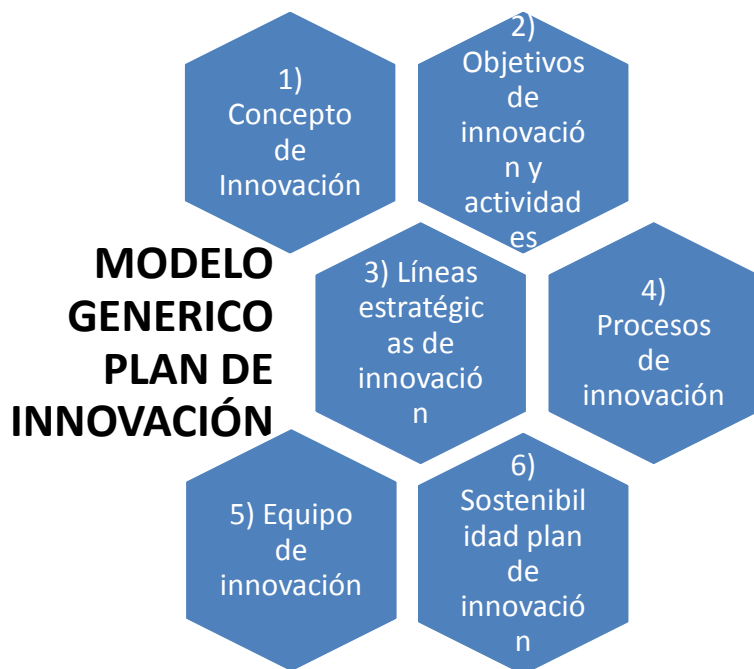 MODELO
GENERICO
PLAN DE
INNOVACIÓN
1)
Concepto
de
Innovación
2)
Objetivos
de
innovació
n y
actividad
es
3) Líneas
estratégic
as de
innovació
n
4)
Procesos
de
innovación
5) Equipo
de
innovación
6)
Sostenibil
idad plan
de
innovació
n